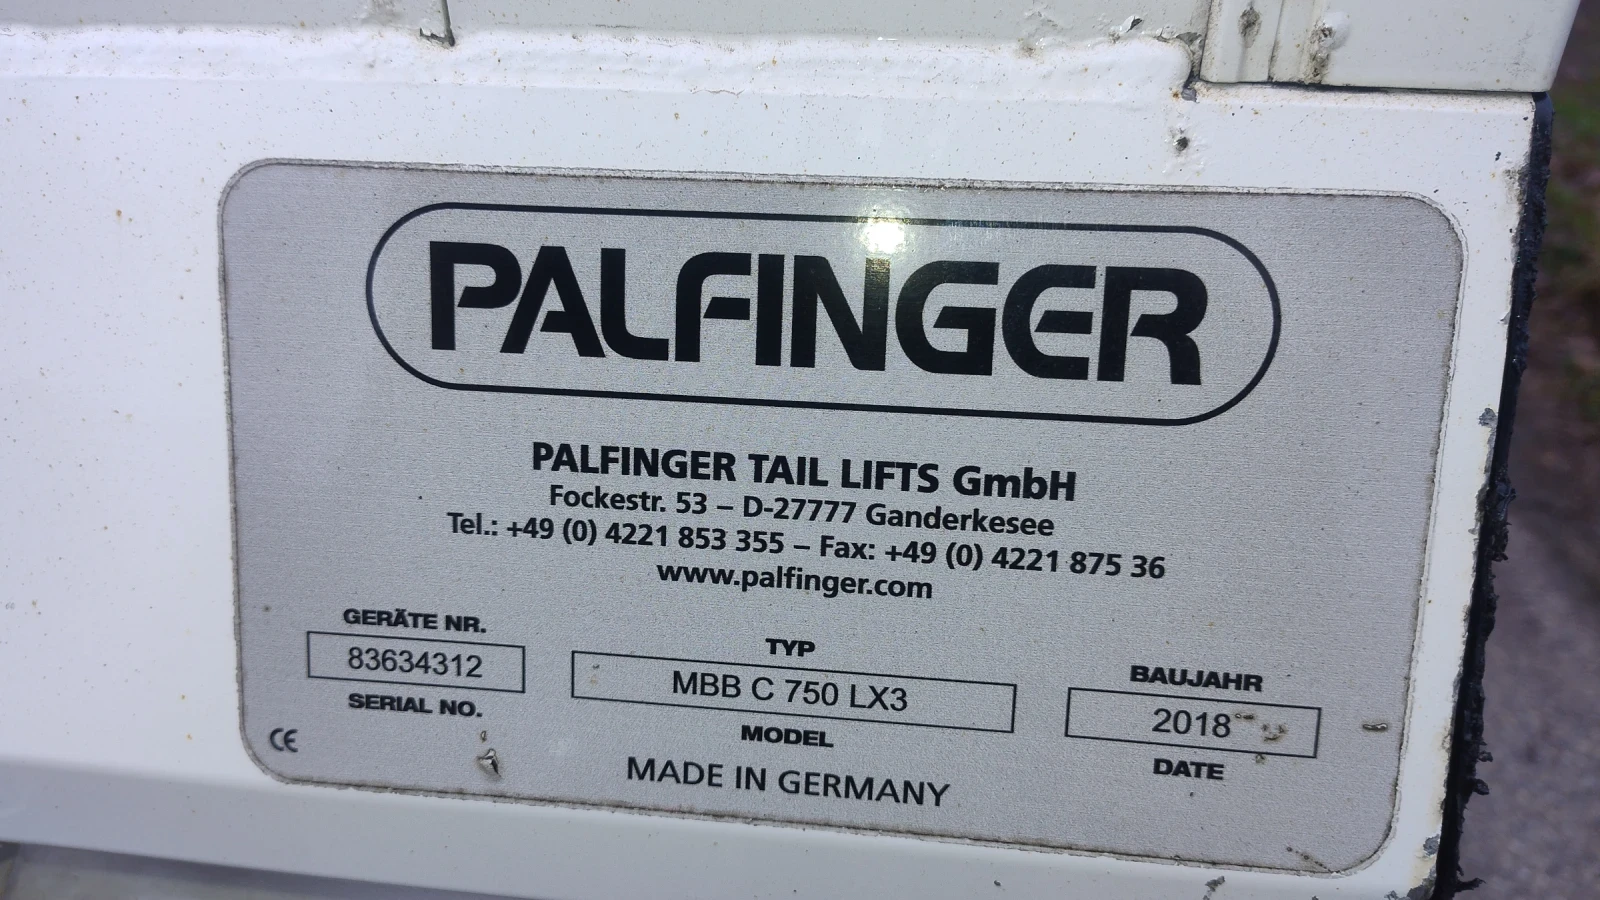 PALFINGER
PALFINGER TAIL LIFTS GmbH
Fockestr. 53 – D-27777 Ganderkesee
Tel.: +49 (0) 4221 853 355 – Fax: +49 (0) 4221 875 36
www.palfinger.com
GERÄTE NR. TYP BAUJAHR
83634312 MBB C 750 LX3 2018
SERIAL NO. MODEL DATE
CE MADE IN GERMANY